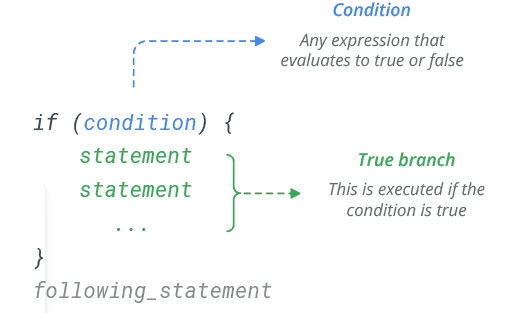 Condition
Any expression that
evaluates to true or false
if (condition) {
statement
statement
...
}
following_statement
True branch
This is executed if the
condition is true